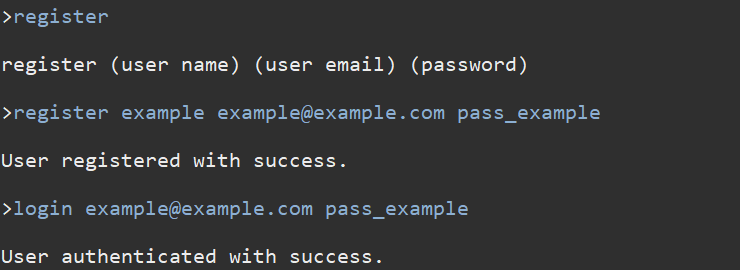 >register
register (user name) (user email) (password)
>register example example@example.com pass_example
User registered with success.
>login example@example.com pass_example
User authenticated with success.